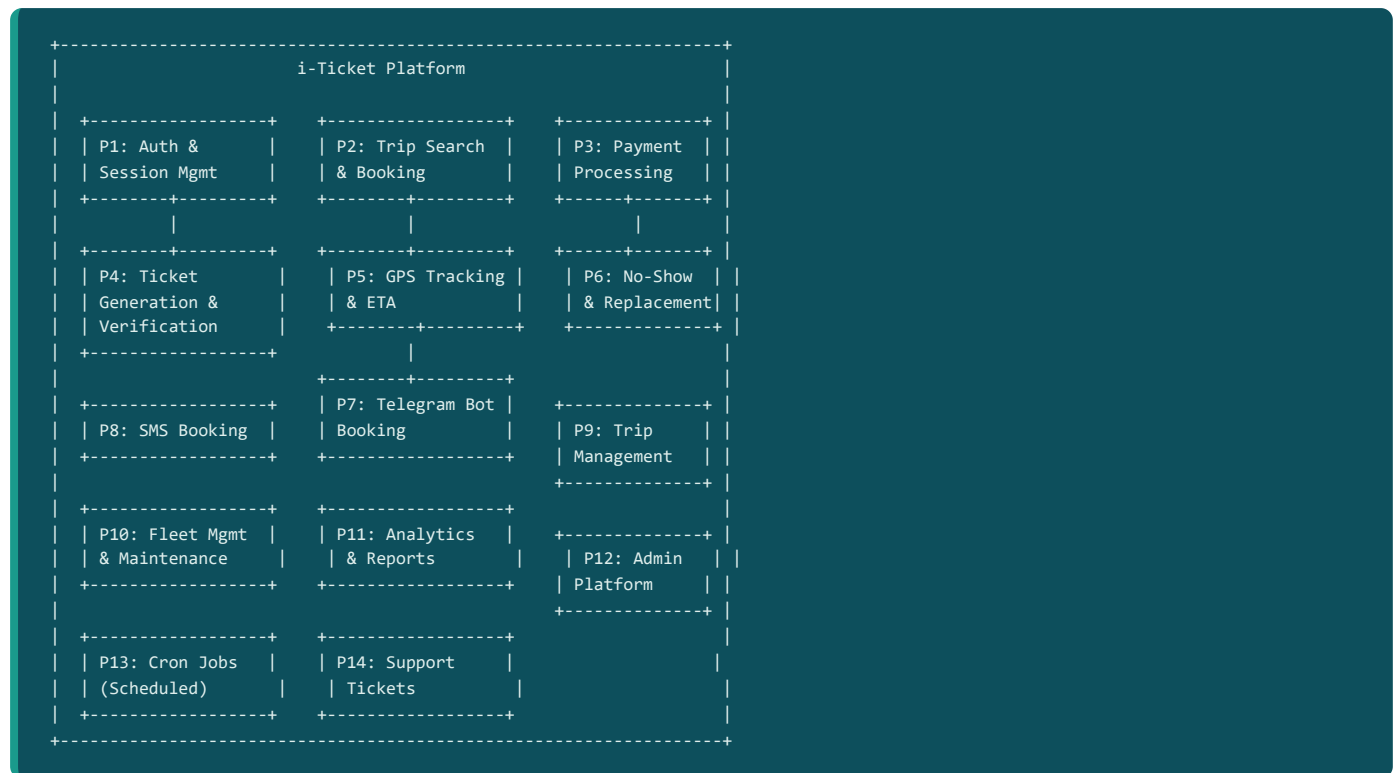 +-------------------------------------------------------------------+
|                        i-Ticket Platform                          |
|                                                                   |
|  +------------------+    +------------------+    +--------------+ |
|  | P1: Auth &       |    | P2: Trip Search  |    | P3: Payment  | |
|  | Session Mgmt     |    | & Booking        |    | Processing   | |
|  +--------+---------+    +--------+---------+    +------+-------+ |
|           |                       |                      |        |
|  +--------+---------+    +--------+---------+    +------+-------+ |
|  | P4: Ticket        |    | P5: GPS Tracking |    | P6: No-Show  | |
|  | Generation &      |    | & ETA            |    | & Replacement| |
|  | Verification      |    +--------+---------+    +--------------+ |
|  +------------------+             |                               |
|                          +--------+---------+                     |
|  +------------------+    | P7: Telegram Bot |    +--------------+ |
|  | P8: SMS Booking  |    | Booking          |    | P9: Trip     | |
|  +------------------+    +------------------+    | Management   | |
|                                                  +--------------+ |
|  +------------------+    +------------------+                     |
|  | P10: Fleet Mgmt  |    | P11: Analytics   |    +--------------+ |
|  | & Maintenance     |    | & Reports        |    | P12: Admin   | |
|  +------------------+    +------------------+    | Platform     | |
|                                                  +--------------+ |
|  +------------------+    +------------------+                     |
|  | P13: Cron Jobs   |    | P14: Support     |                    |
|  | (Scheduled)       |    | Tickets          |                    |
|  +------------------+    +------------------+                     |
+-------------------------------------------------------------------+